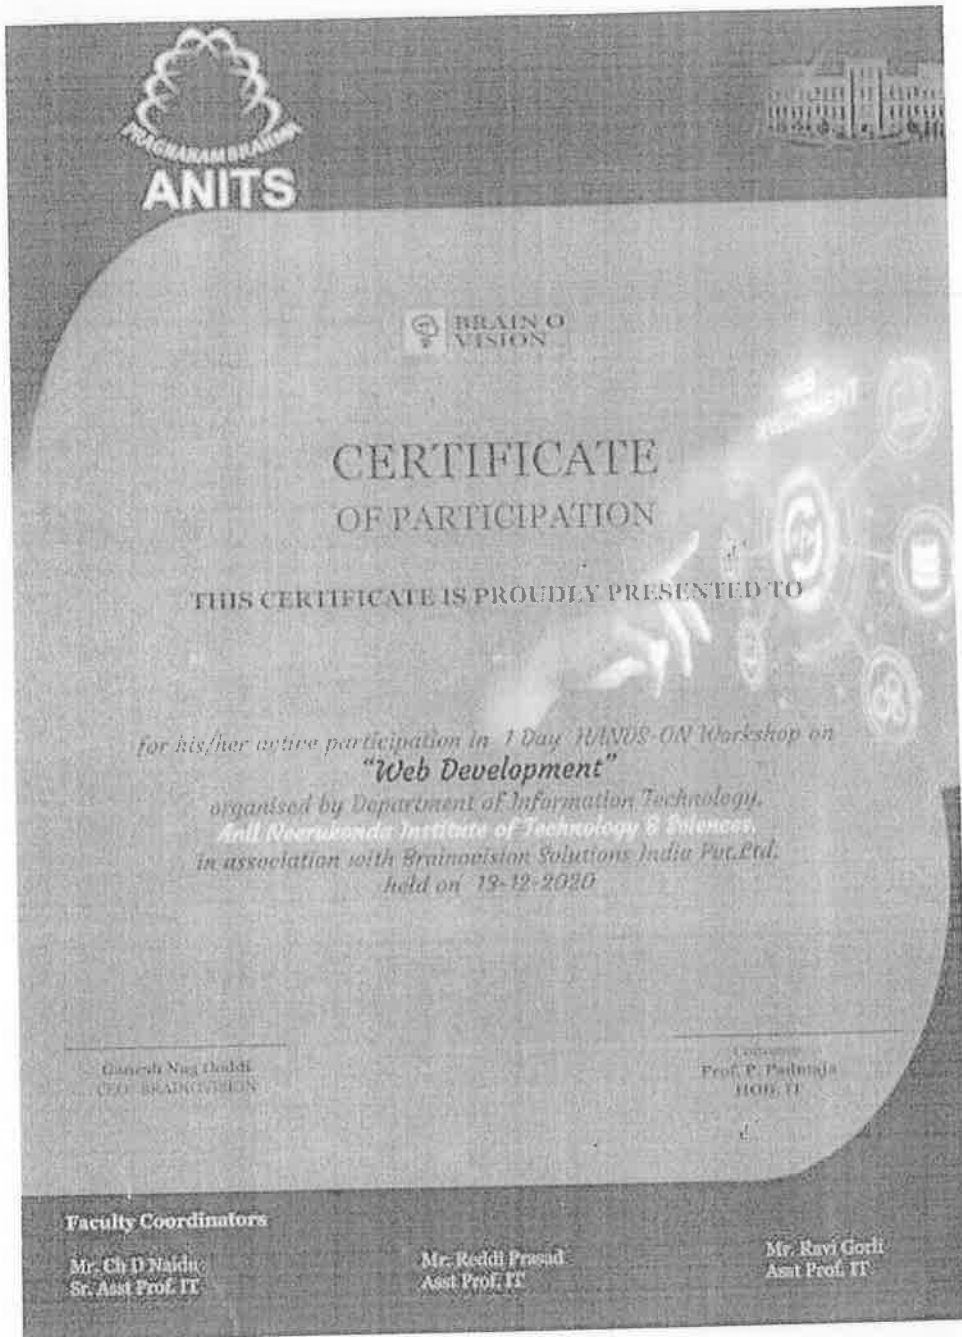 PRAGNANAM BRAHMA
ANITS
BRAIN O
VISION
WEB
DEVELOPMENT
CERTIFICATE
OF PARTICIPATION
THIS CERTIFICATE IS PROUDLY PRESENTED TO
for his/her active participation in 1 Day HANDS-ON Workshop on
"Web Development"
organised by Department of Information Technology,
Anil Neerukonda Institute of Technology & Sciences,
in association with Brainovision Solutions India Pvt.Ltd.
held on -12-2020
Ganesh Nag Doddi
CEO BRAINOVISION
Convenor
Prof. P. Padmaja
HOD, IT
Faculty Coordinators
Mr. Ch D Naidu
Sr. Asst Prof. IT
Mr. Reddi Prasad
Asst Prof, IT
Mr. Ravi Gorli
Asst Prof. IT